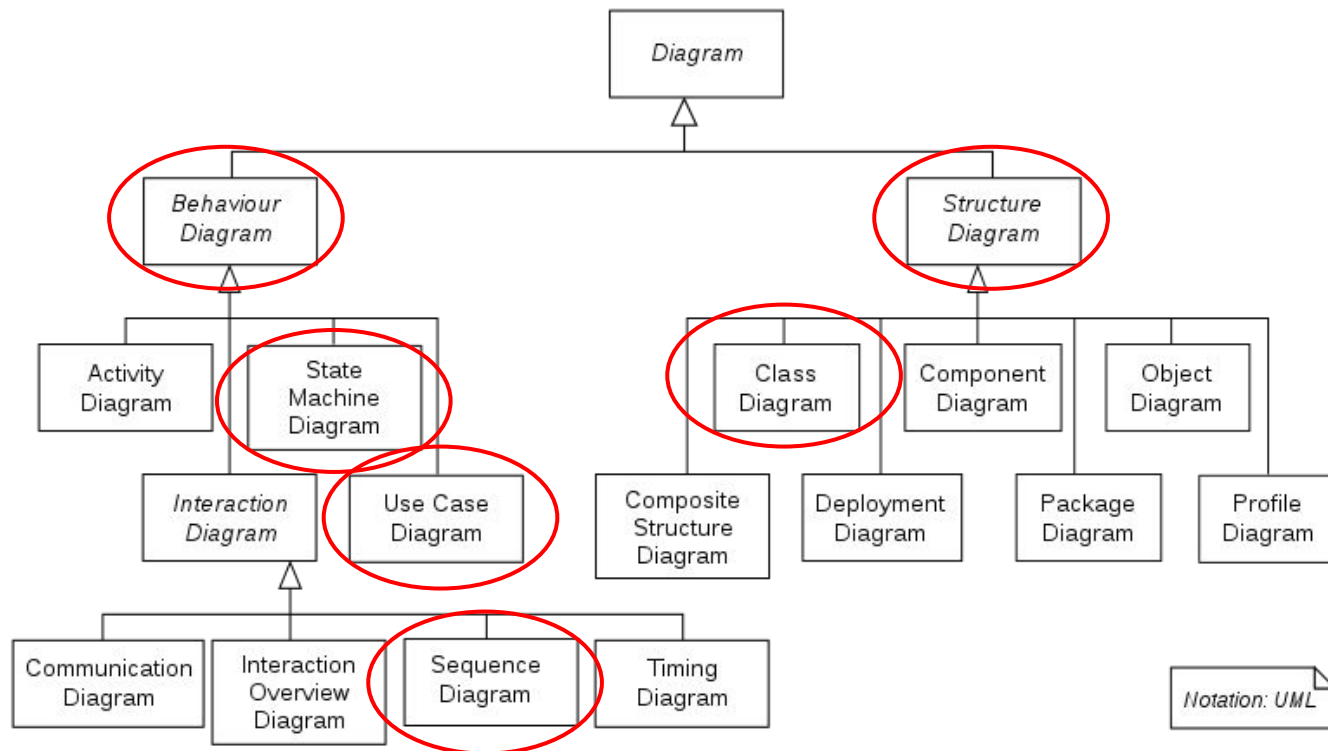 Diagram
Behaviour
Diagram
Structure
Diagram
Activity
Diagram
State
Machine
Diagram
Class
Diagram
Component
Diagram
Object
Diagram
Interaction
Diagram
Use Case
Diagram
Composite
Structure
Diagram
Deployment
Diagram
Package
Diagram
Profile
Diagram
Communication
Diagram
Interaction
Overview
Diagram
Sequence
Diagram
Timing
Diagram
Notation: UML